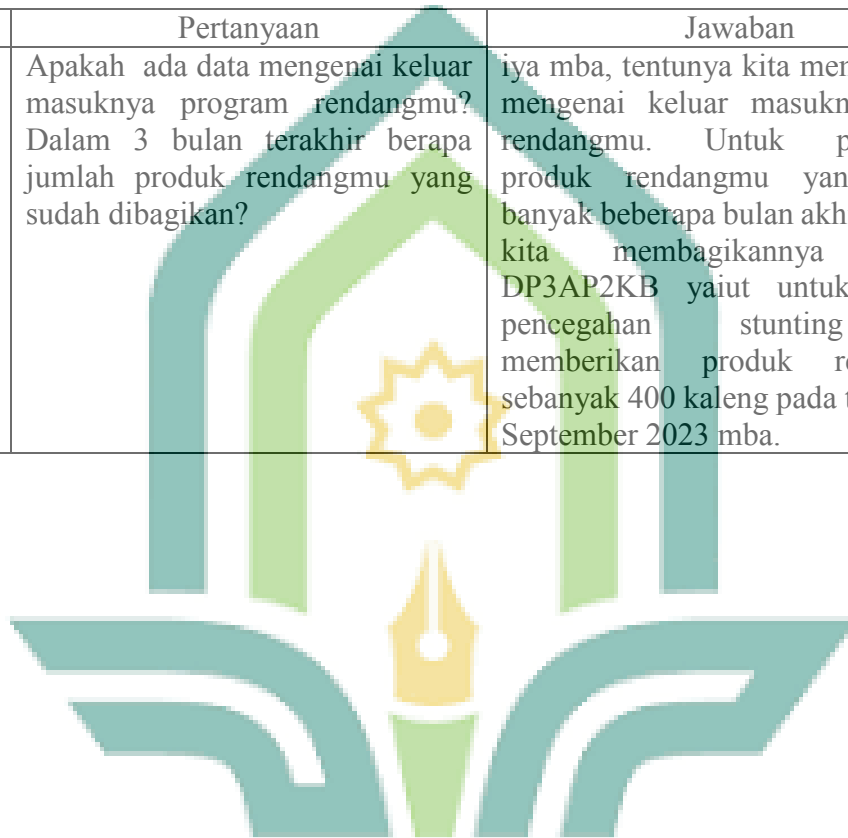 Pertanyaan
Jawaban
Apakah ada data mengenai keluar
masuknya program rendangmu?
Dalam 3 bulan terakhir berapa
jumlah produk rendangmu yang
sudah dibagikan?
iya mba, tentunya kita
mengenai keluar
rendangmu. Untuk
produk rendangmu
banyak beberapa bulan
kita membagikannya
DP3AP2KB yaiut untuk
pencegahan stunting
memberikan produk
sebanyak 400 kaleng pada
September 2023 mba.